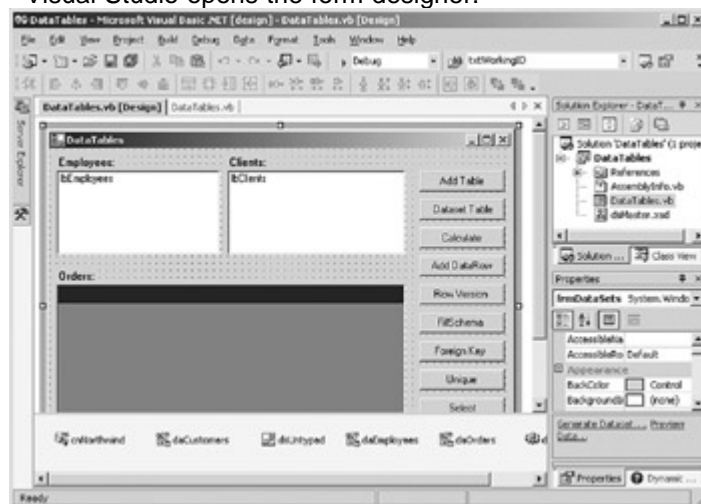 Visual Studio opens the form designer.
DataTables - Microsoft Visual Basic .NET [design] - DataTables.vb [Design]
File Edit View Project Build Debug Data Format Tools Window Help
Debug txtWorkingID
DataTables.vb [Design] DataTables.vb
Server Explorer
DataTables
Employees: Clients:
lbEmployees lbClients
Orders:
Add Table
Dataset Table
Calculate
Add DataRow
Row Version
FillSchema
Foreign Key
Unique
Select
cnNorthwind daCustomers dsUntyped daEmployees daOrders d
Solution Explorer - DataT...
Solution 'DataTables' (1 proje
DataTables
References
AssemblyInfo.vb
DataTables.vb
dsMaster.xsd
Solution ... Class View
Properties
frmDataSets System.Windo
AccessibleNa
AccessibleRo Default
Appearance
BackColor Control
BackgroundI (none)
Generate Dataset..., Preview
Data...
Properties Dynamic ...
Ready